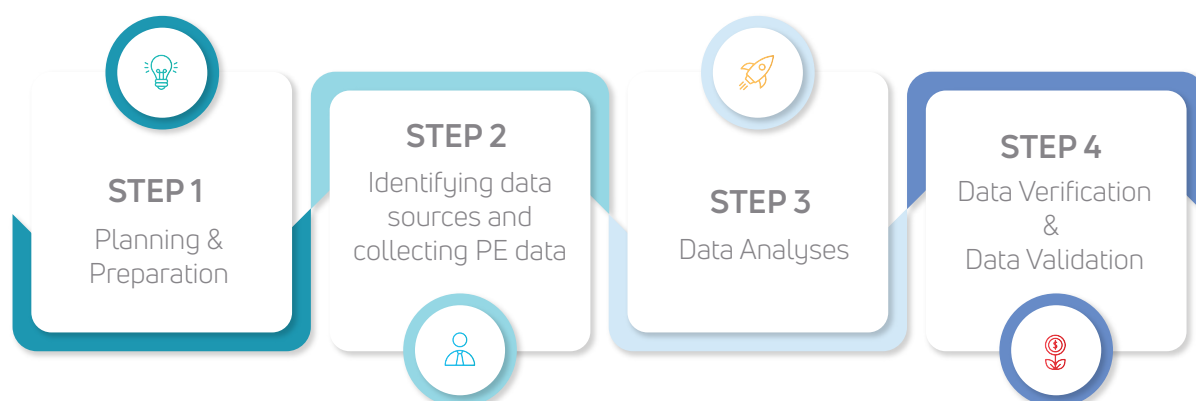 STEP 1
Planning &
Preparation
STEP 2
Identifying data
sources and
collecting PE data
STEP 3
Data Analyses
STEP 4
Data Verification
&
Data Validation